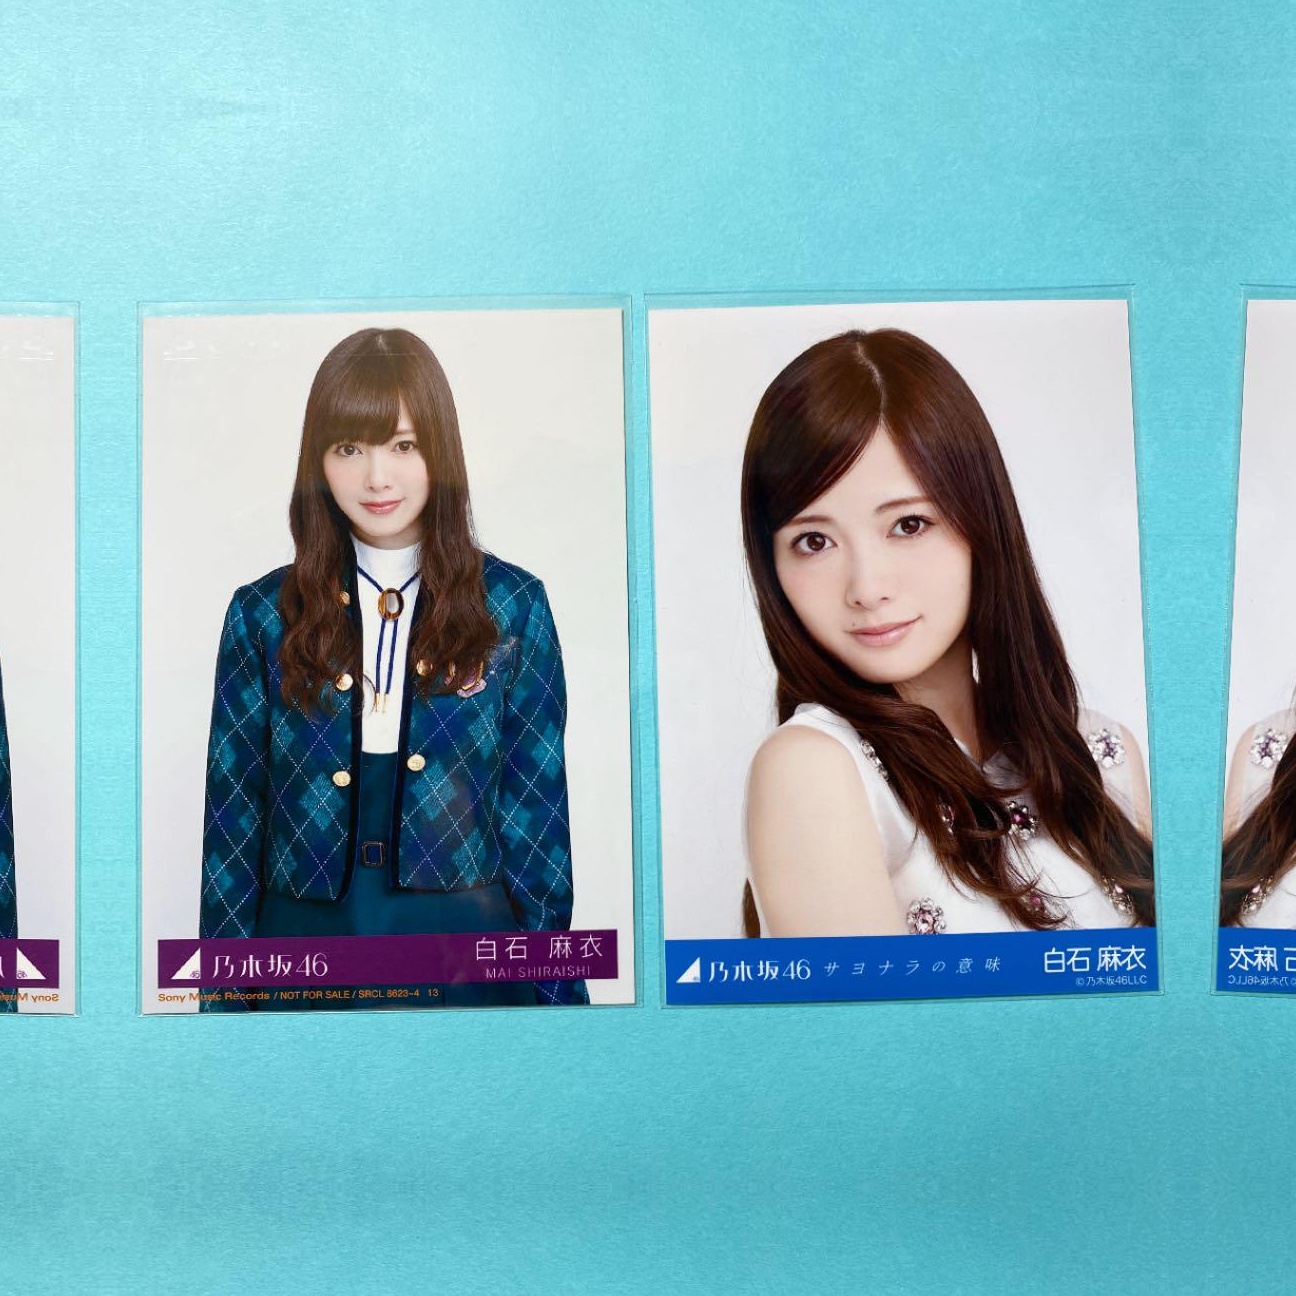 46 乃木坂46
白石 麻衣
MAI SHIRAISHI
Sony Music Records / NOT FOR SALE / SRCL 8623~4 13
46 乃木坂46 サヨナラの意味
白石 麻衣
©乃木坂46LLC